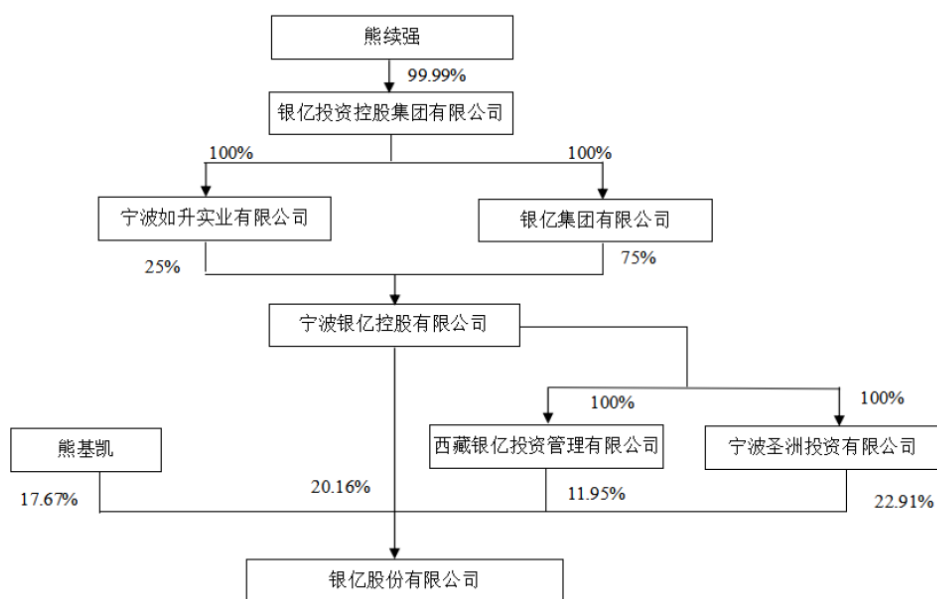 熊续强
99.99%
银亿投资控股集团有限公司
100%
100%
宁波如升实业有限公司
银亿集团有限公司
25%
75%
宁波银亿控股有限公司
100%
100%
熊基凯
西藏银亿投资管理有限公司
宁波圣洲投资有限公司
17.67%
20.16%
11.95%
22.91%
银亿股份有限公司